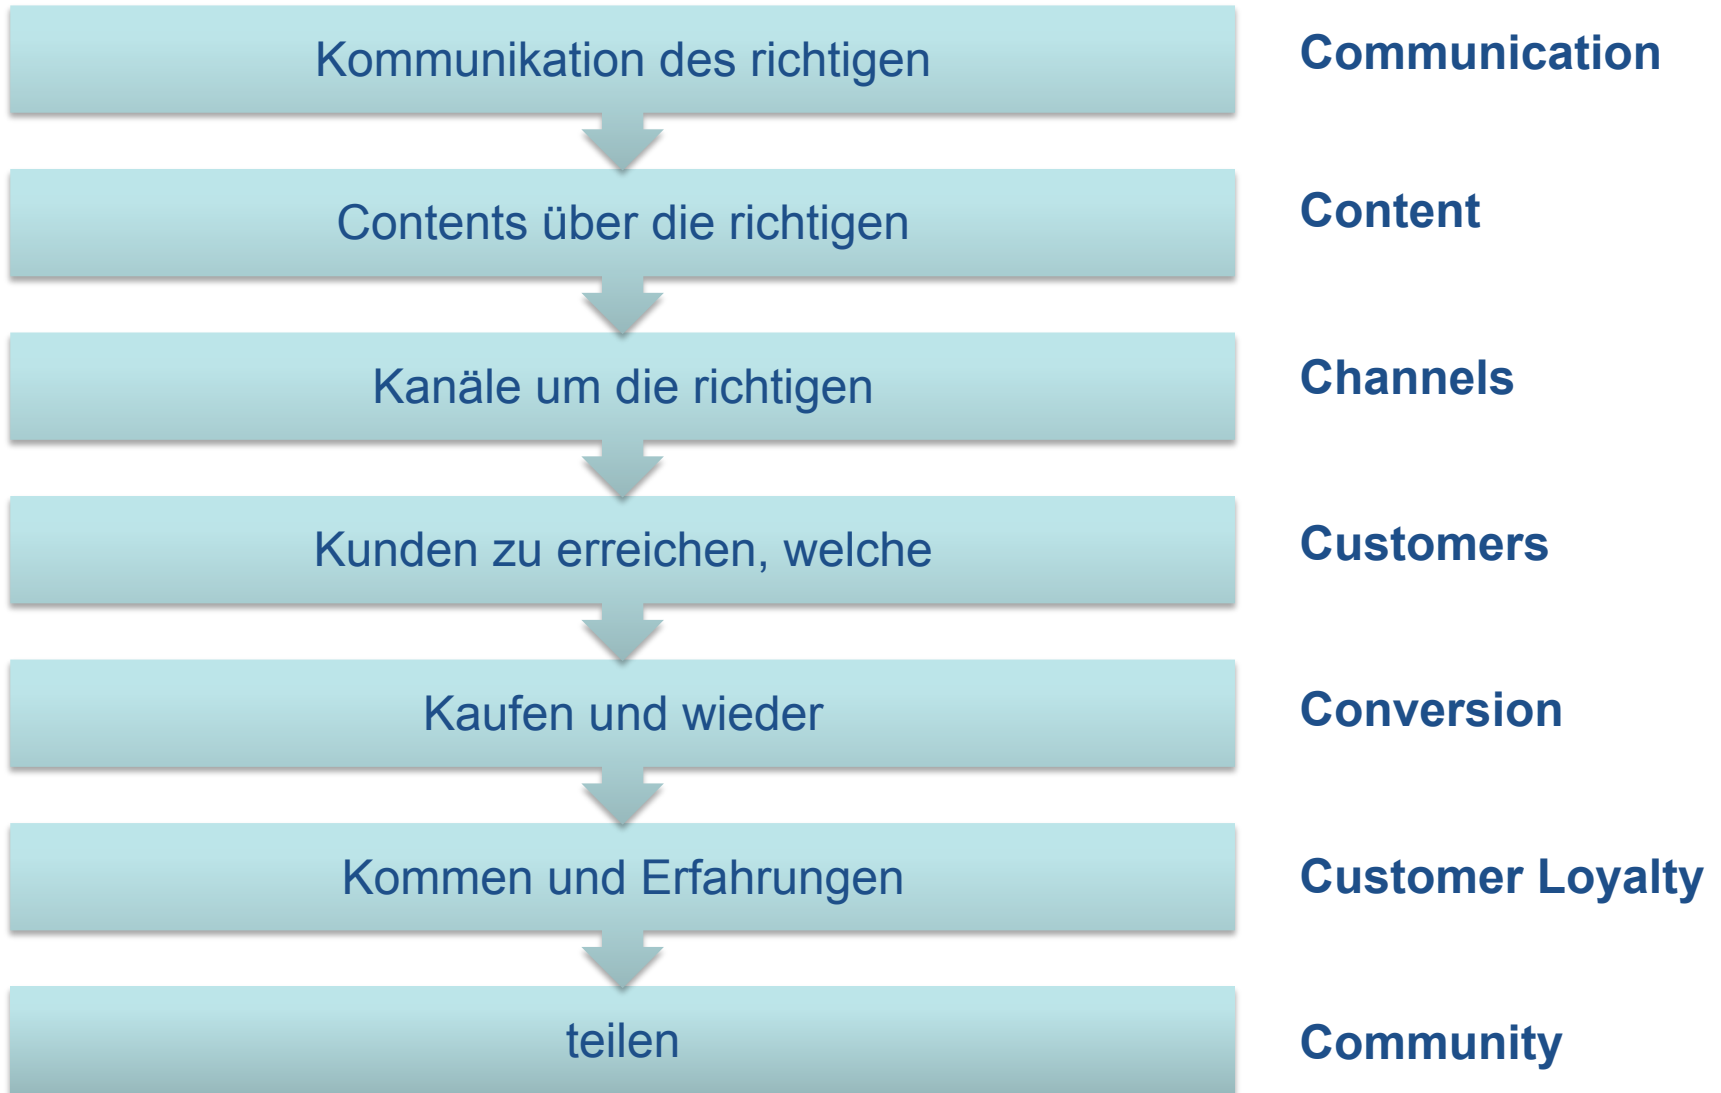 Kommunikation des richtigen
Communication
Contents über die richtigen
Content
Kanäle um die richtigen
Channels
Kunden zu erreichen, welche
Customers
Kaufen und wieder
Conversion
Kommen und Erfahrungen
Customer Loyalty
teilen
Community